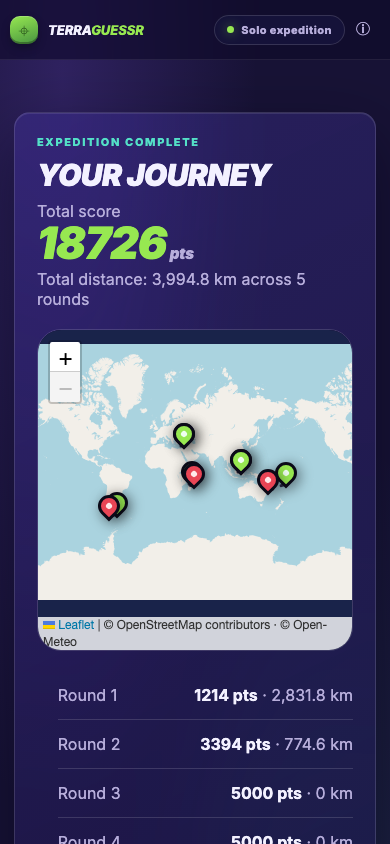 TERRAGUESSR
Solo expedition
EXPEDITION COMPLETE
YOUR JOURNEY
Total score
18726 pts
Total distance: 3,994.8 km across 5
rounds
+
−
Leaflet | © OpenStreetMap contributors · © Open-
Meteo
Round 1 1214 pts · 2,831.8 km
Round 2 3394 pts · 774.6 km
Round 3 5000 pts · 0 km
Round 4 5000 pts · 0 km